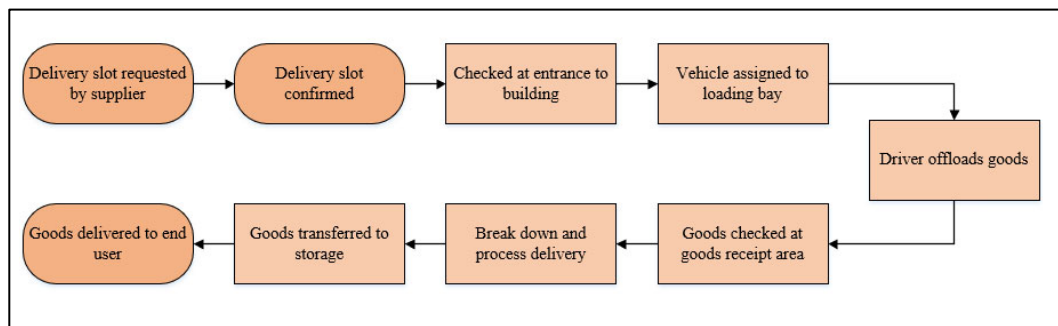 Delivery slot requested
by supplier
Delivery slot
confirmed
Checked at entrance to
building
Vehicle assigned to
loading bay
Driver offloads goods
Goods checked at
goods receipt area
Break down and
process delivery
Goods transferred to
storage
Goods delivered to end
user